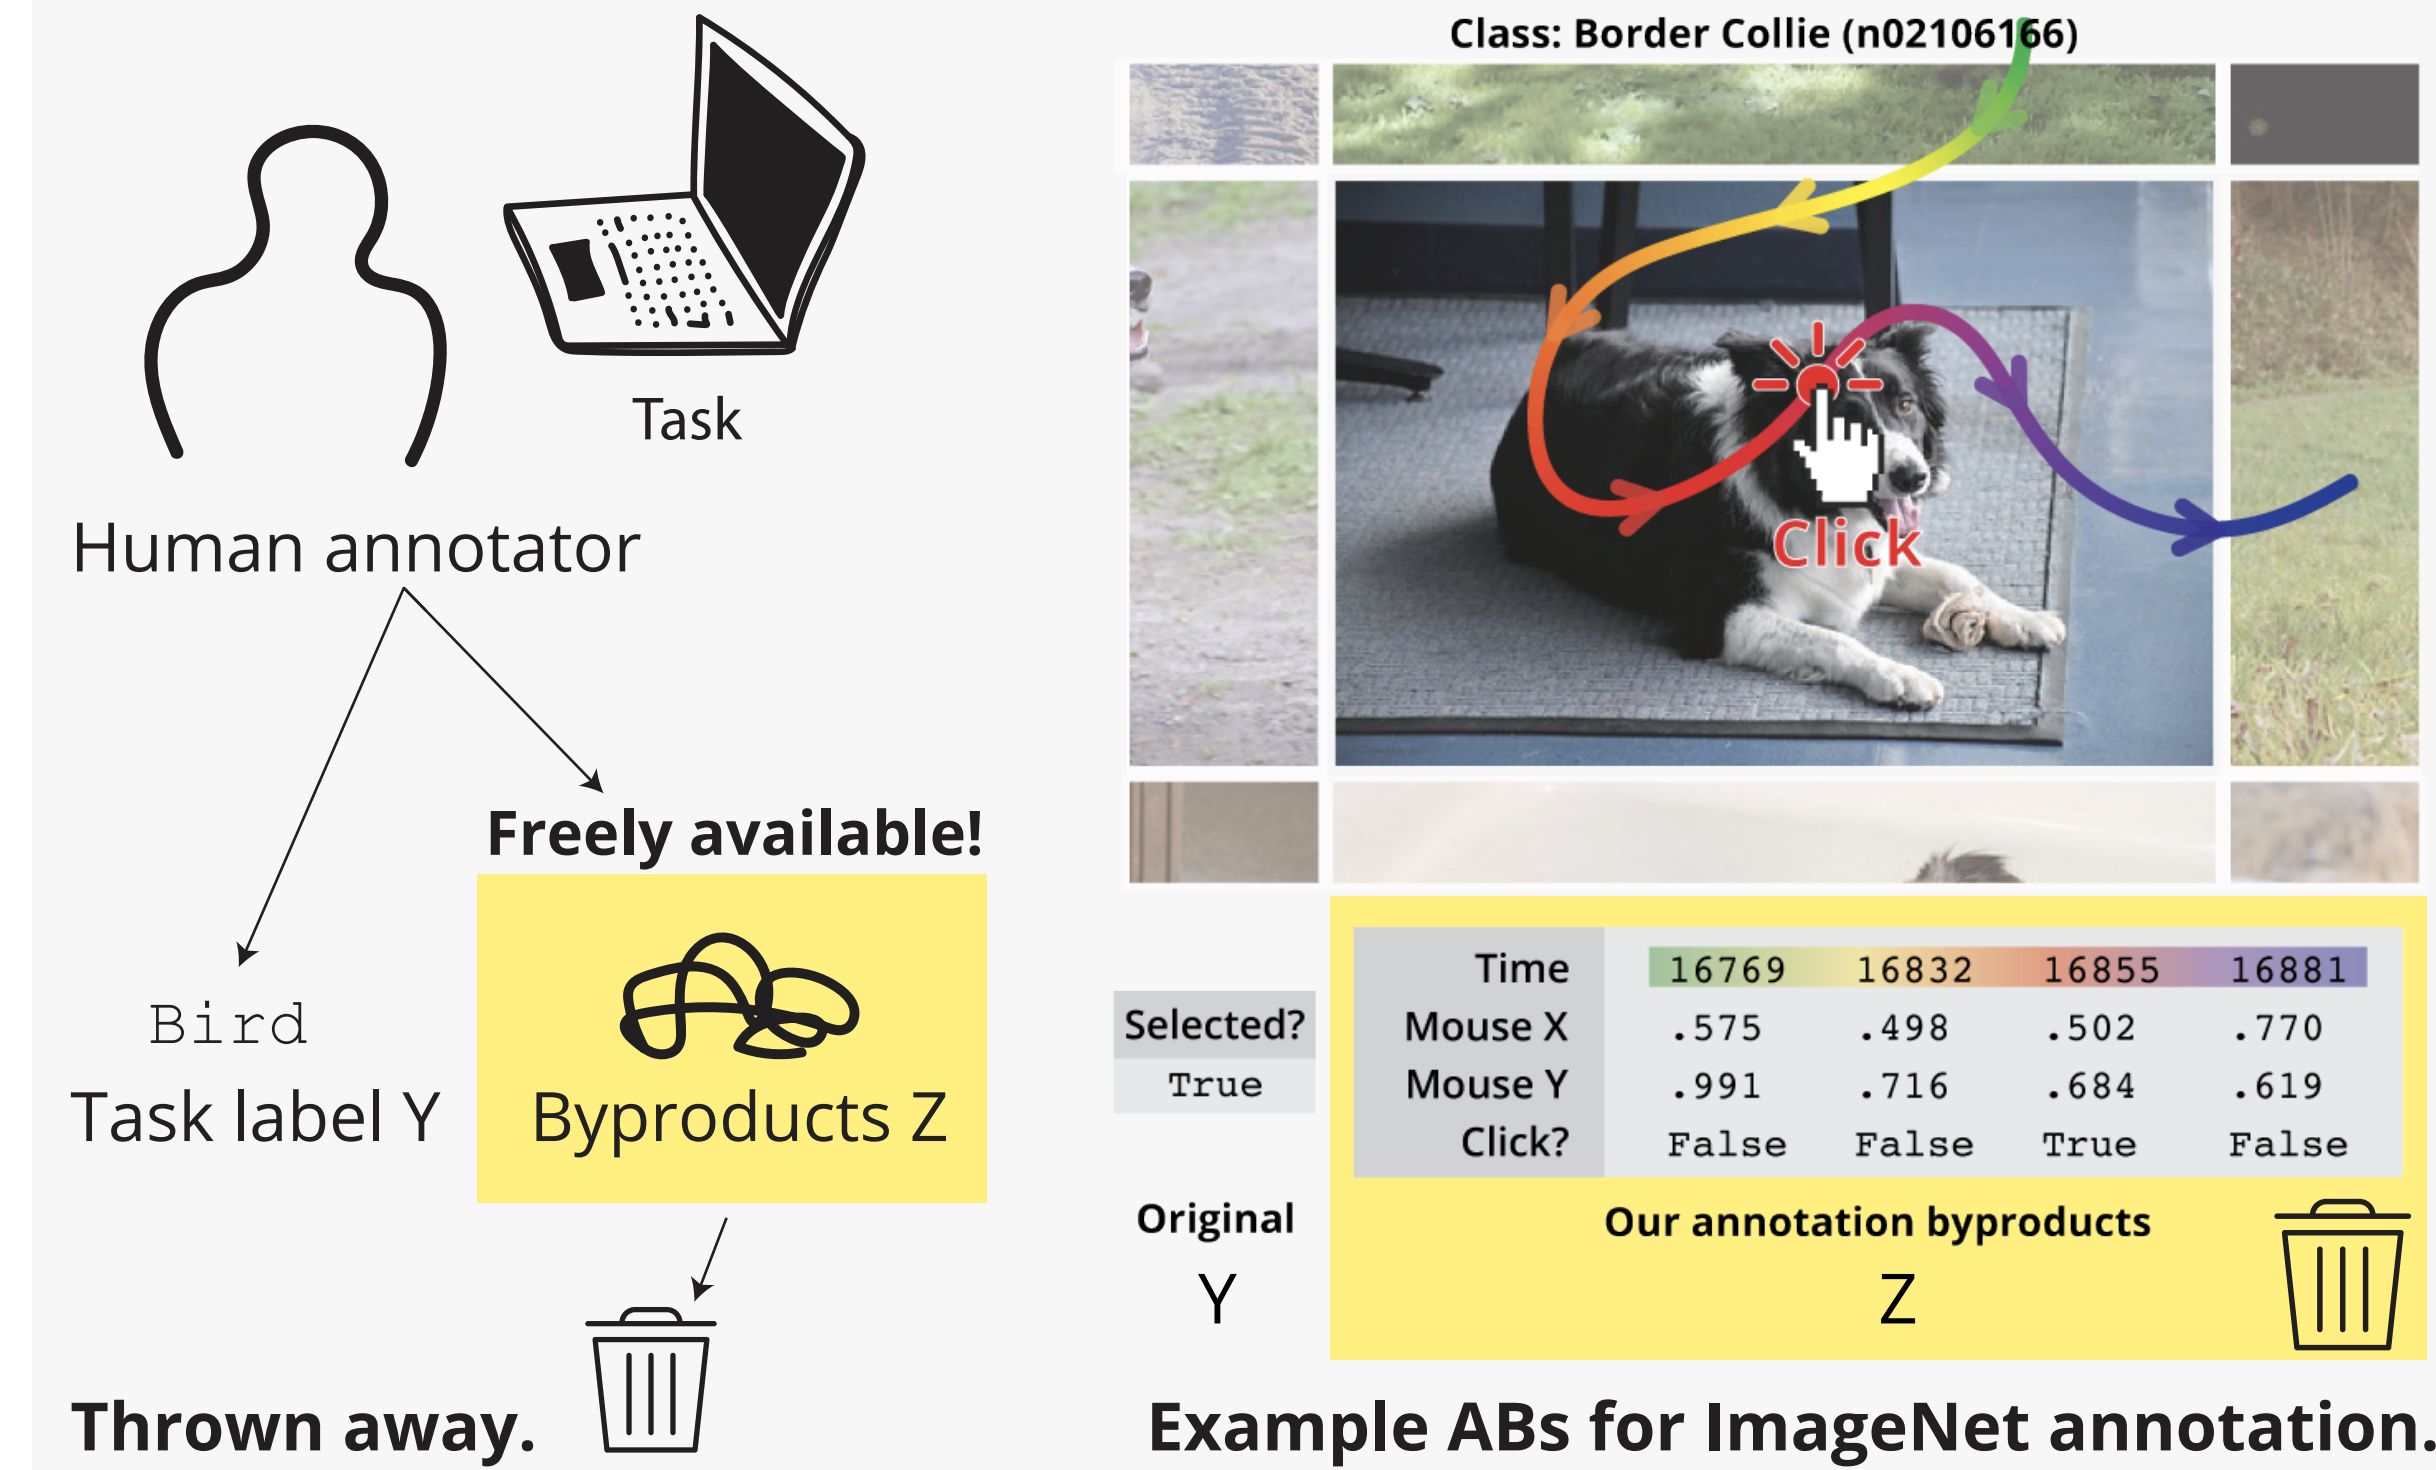 Task
Human annotator
Freely available!
Bird
Task label Y
Byproducts Z
Thrown away.
Class: Border Collie (n02106166)
Click
Selected?
True
Time 16769 16832 16855 16881
Mouse X .575 .498 .502 .770
Mouse Y .991 .716 .684 .619
Click? False False True False
Original
Y
Our annotation byproducts
Z
Example ABs for ImageNet annotation.